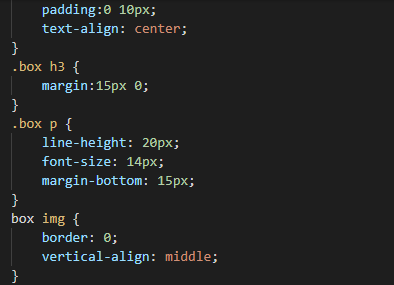 padding:0 10px;
text-align: center;
}
.box h3 {
margin:15px 0;
}
.box p {
line-height: 20px;
font-size: 14px;
margin-bottom: 15px;
}
box img {
border: 0;
vertical-align: middle;
}